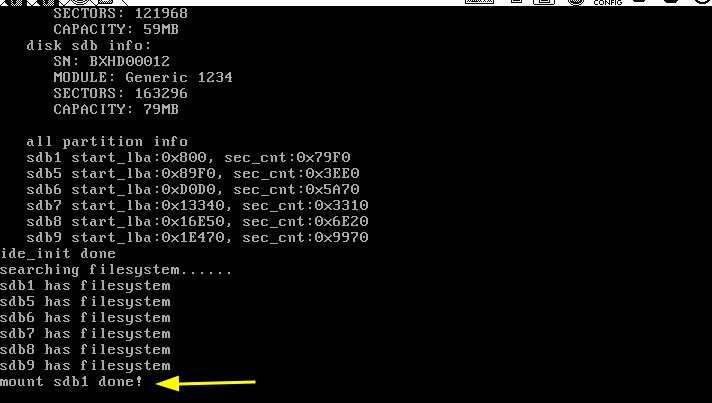 CONFIG
SECTORS: 121968
CAPACITY: 59MB
disk sdb info:
SN: BXHD00012
MODULE: Generic 1234
SECTORS: 163296
CAPACITY: 79MB
all partition info
sdb1 start_lba:0x800, sec_cnt:0x79F0
sdb5 start_lba:0x89F0, sec_cnt:0x3EE0
sdb6 start_lba:0xD0D0, sec_cnt:0x5A70
sdb7 start_lba:0x13340, sec_cnt:0x3310
sdb8 start_lba:0x16E50, sec_cnt:0x6E20
sdb9 start_lba:0x1E470, sec_cnt:0x9970
ide_init done
searching filesystem......
sdb1 has filesystem
sdb5 has filesystem
sdb6 has filesystem
sdb7 has filesystem
sdb8 has filesystem
sdb9 has filesystem
mount sdb1 done!